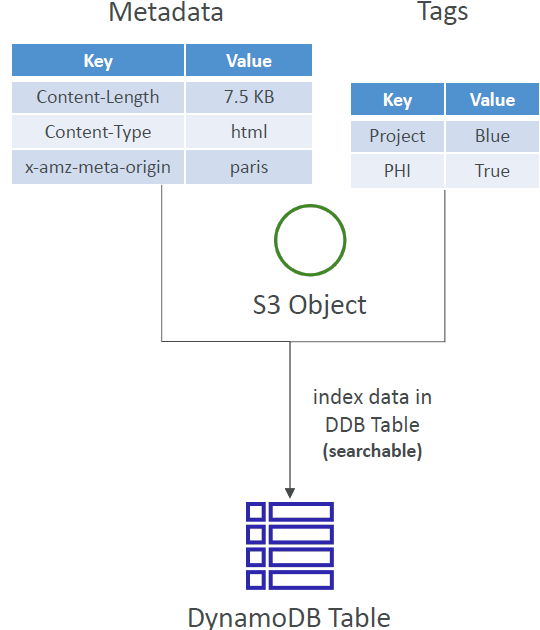 Metadata
Key Value
Content-Length 7.5 KB
Content-Type html
x-amz-meta-origin paris
Tags
Key Value
Project Blue
PHI True
S3 Object
index data in
DDB Table
(searchable)
DynamoDB Table